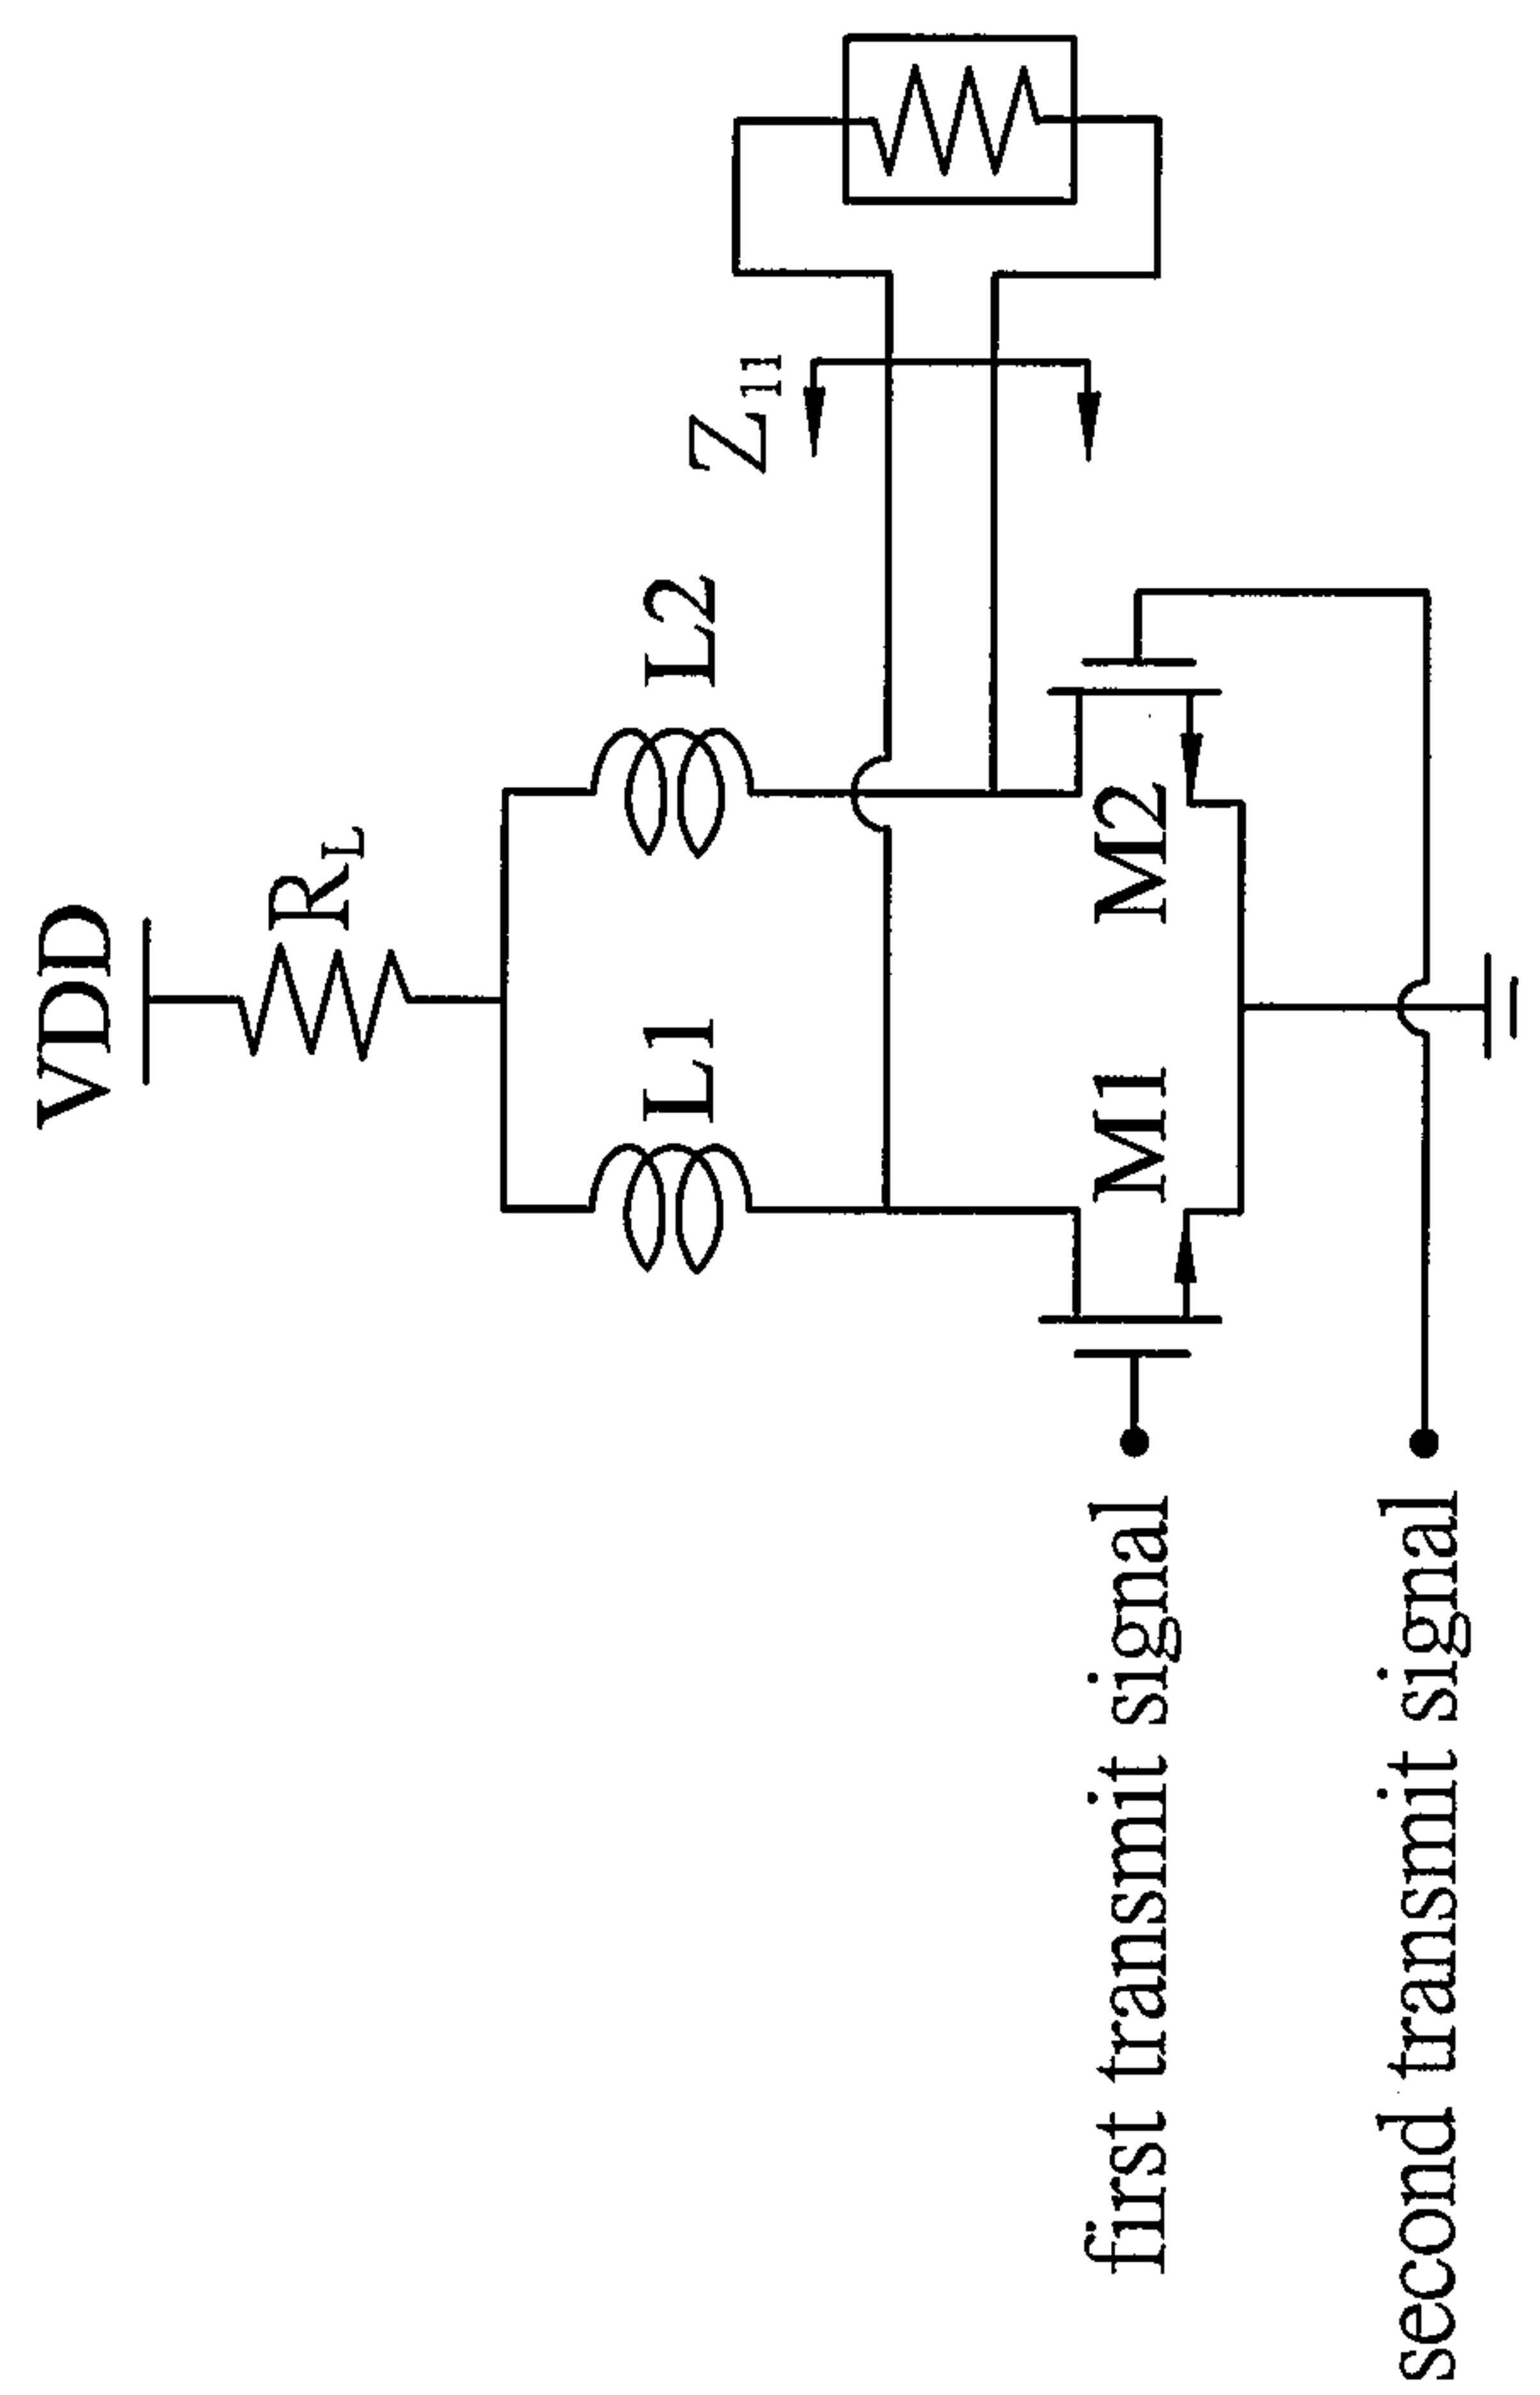 VDD
R_L
L1
L2
Z_11
M1
M2
first transmit signal
second transmit signal